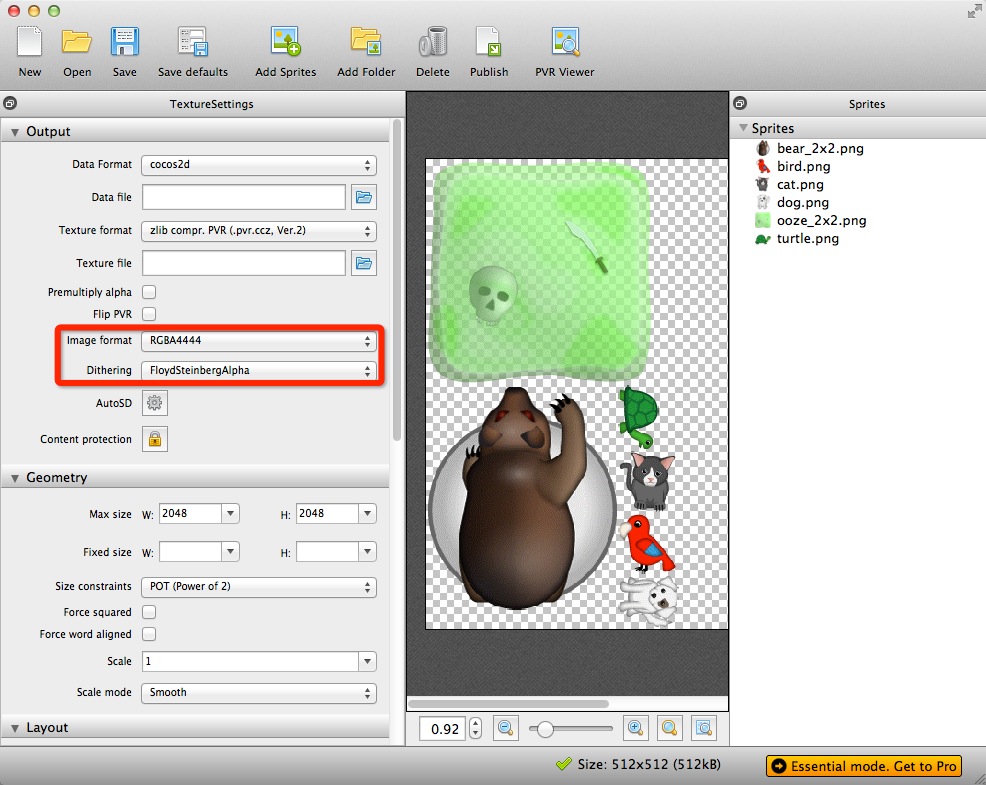 New Open Save Save defaults Add Sprites Add Folder Delete Publish PVR Viewer
TextureSettings
Output
Data Format cocos2d
Data file
Texture format zlib compr. PVR (.pvr.ccz, Ver.2)
Texture file
Premultiply alpha
Flip PVR
Image format RGBA4444
Dithering FloydSteinbergAlpha
AutoSD
Content protection
Geometry
Max size W: 2048 H: 2048
Fixed size W: H:
Size constraints POT (Power of 2)
Force squared
Force word aligned
Scale 1
Scale mode Smooth
Layout
0.92
Sprites
Sprites
bear_2x2.png
bird.png
cat.png
dog.png
ooze_2x2.png
turtle.png
Size: 512x512 (512kB)
Essential mode. Get to Pro